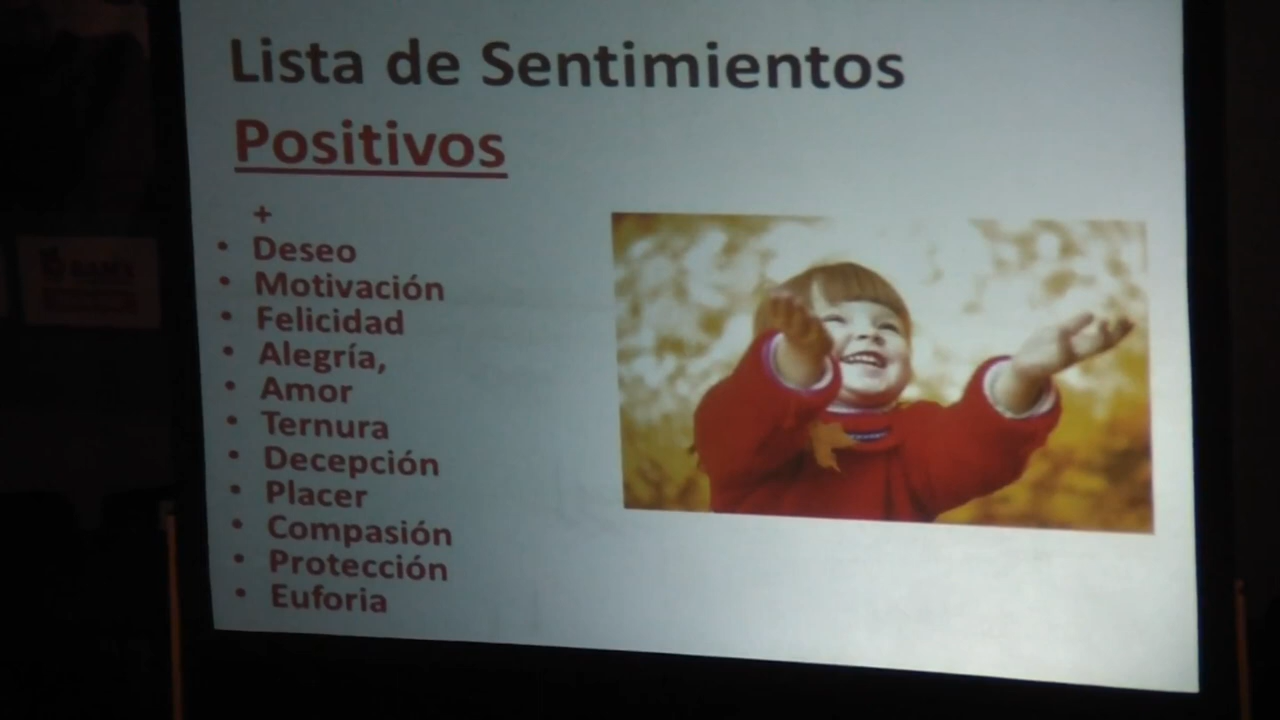 Lista de Sentimientos
Positivos
+
• Deseo
• Motivación
• Felicidad
• Alegría,
• Amor
• Ternura
• Decepción
• Placer
• Compasión
• Protección
• Euforia